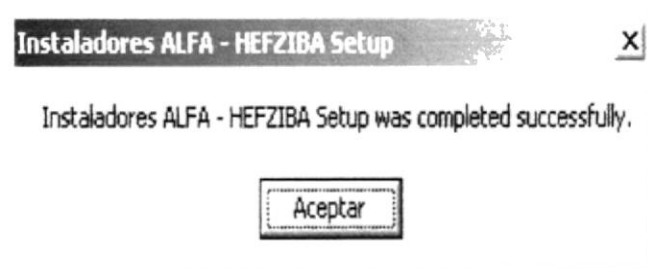 Instaladores ALFA - HEFZIBA Setup
X
Instaladores ALFA - HEFZIBA Setup was completed successfully.
Aceptar